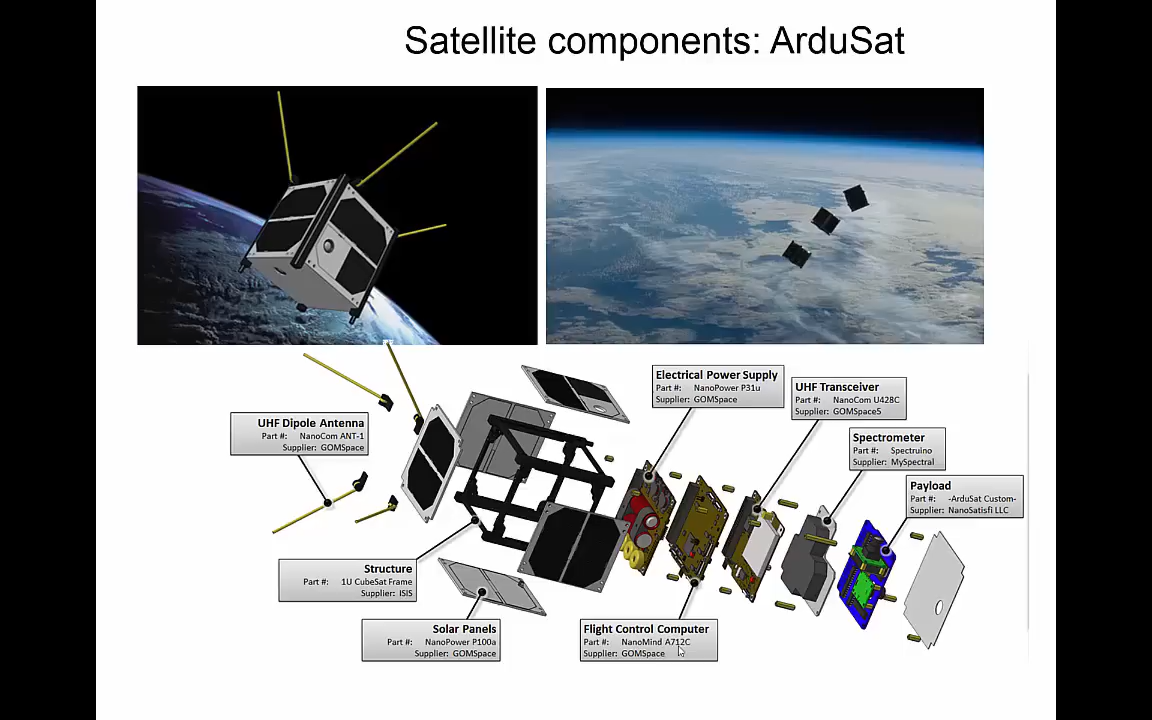 Satellite components: ArduSat
Electrical Power Supply
Part #: NanoPower P31u
Supplier: GOMSpace
UHF Transceiver
Part #: NanoCom U428C
Supplier: GOMSpace5
UHF Dipole Antenna
Part #: NanoCom ANT-1
Supplier: GOMSpace
Spectrometer
Part #: Spectruino
Supplier: MySpectral
Payload
Part #: -ArduSat Custom-
Supplier: NanoSatisfi LLC
Structure
Part #: 1U CubeSat Frame
Supplier: ISIS
Solar Panels
Part #: NanoPower P100a
Supplier: GOMSpace
Flight Control Computer
Part #: NanoMind A712C
Supplier: GOMSpace